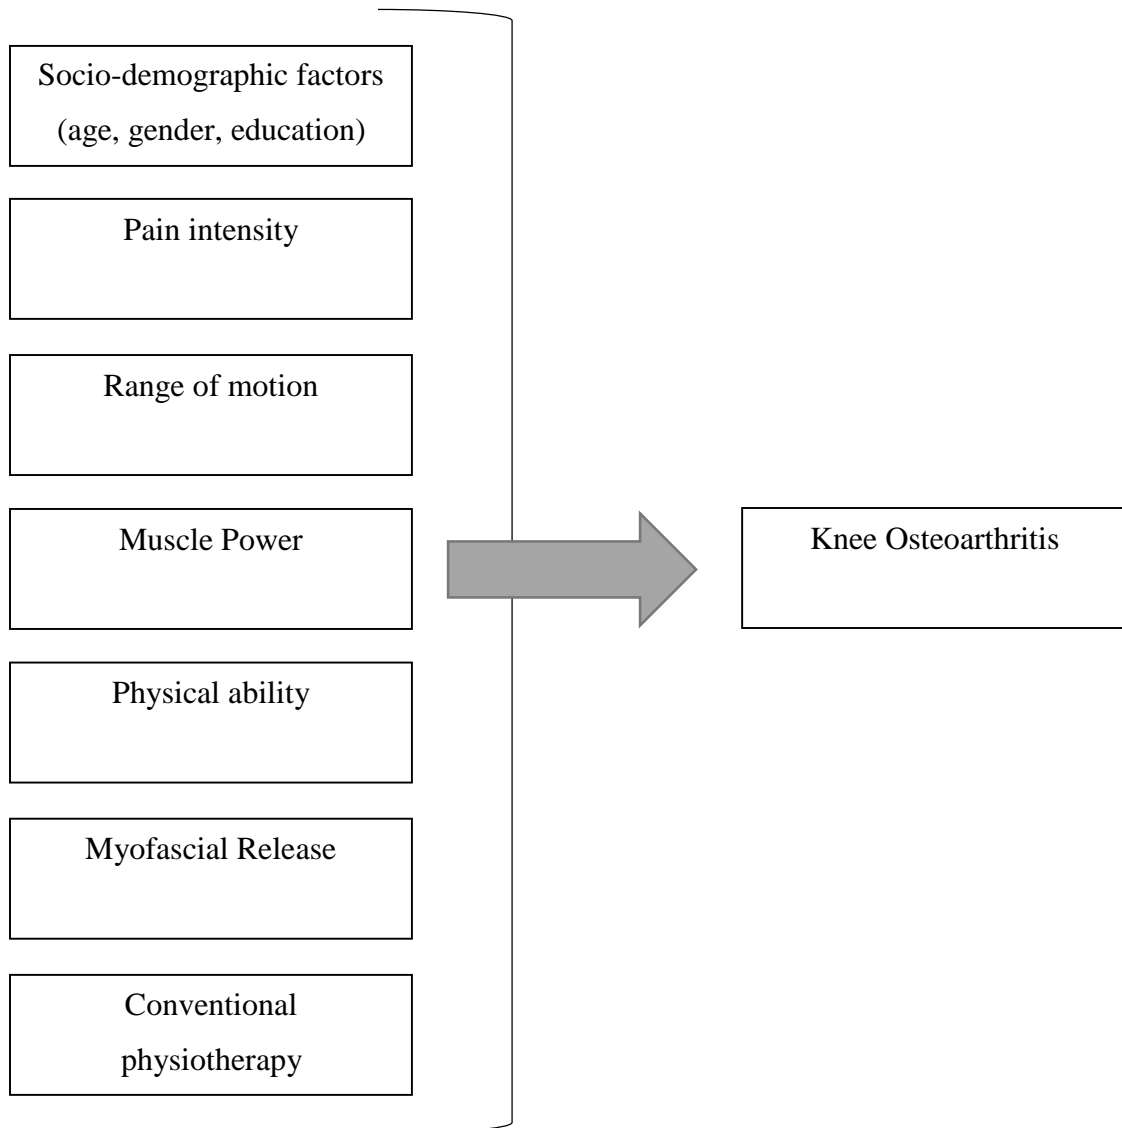 Socio-demographic factors
(age, gender, education)
Pain intensity
Range of motion
Muscle Power
Knee Osteoarthritis
Physical ability
Myofascial Release
Conventional
physiotherapy